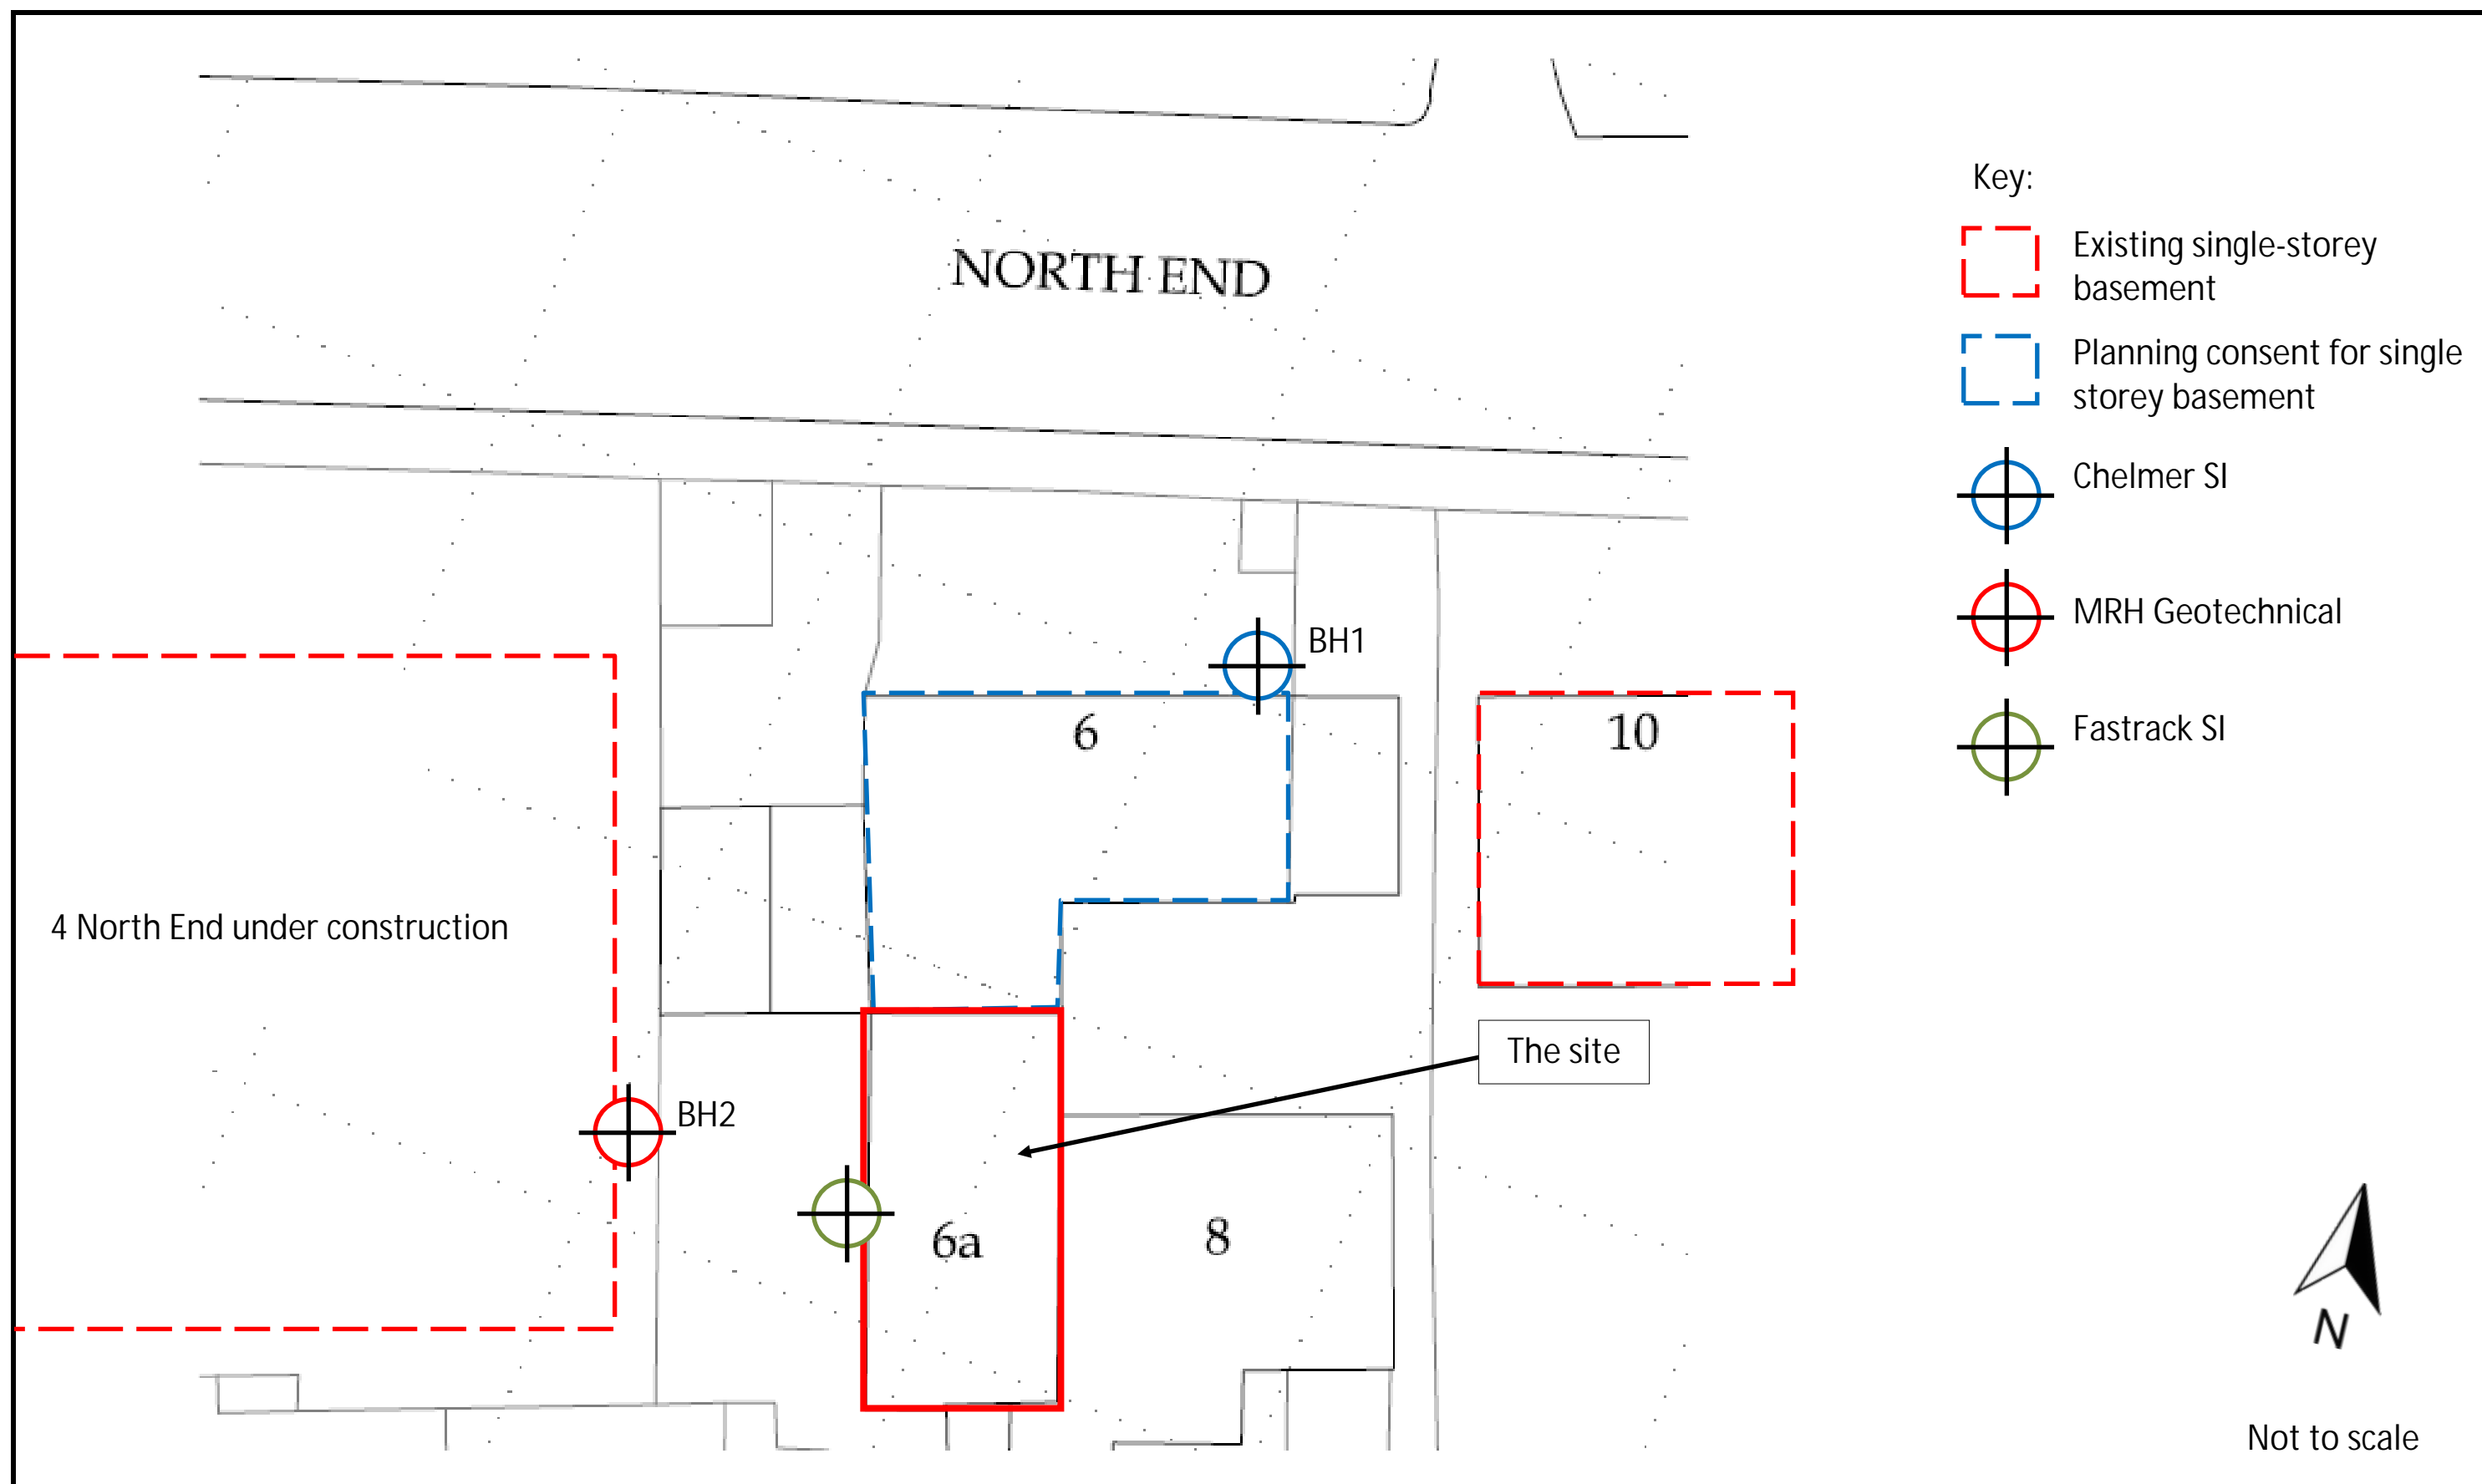 NORTH END
Key:
Existing single-storey
basement
Planning consent for single
storey basement
Chelmer SI
MRH Geotechnical
Fastrack SI
BH1
6
10
4 North End under construction
The site
BH2
6a
8
N
Not to scale